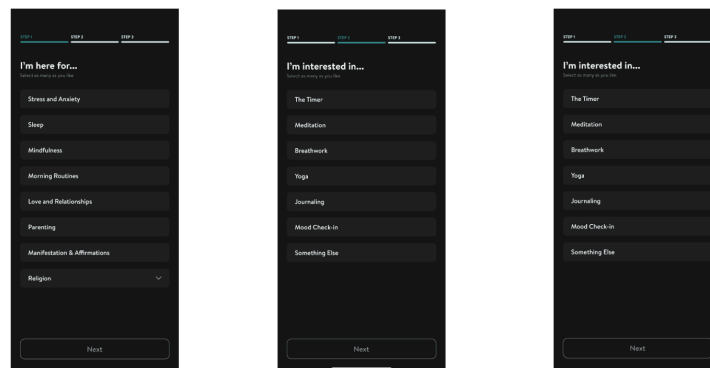 STEP 1 STEP 2 STEP 3
I'm here for...
Select as many as you like
Stress and Anxiety
Sleep
Mindfulness
Morning Routines
Love and Relationships
Parenting
Manifestation & Affirmations
Religion
Next
STEP 1 STEP 2 STEP 3
I'm interested in...
Select as many as you like
The Timer
Meditation
Breathwork
Yoga
Journaling
Mood Check-in
Something Else
Next
STEP 1 STEP 2 STEP 3
I'm interested in...
Select as many as you like
The Timer
Meditation
Breathwork
Yoga
Journaling
Mood Check-in
Something Else
Next